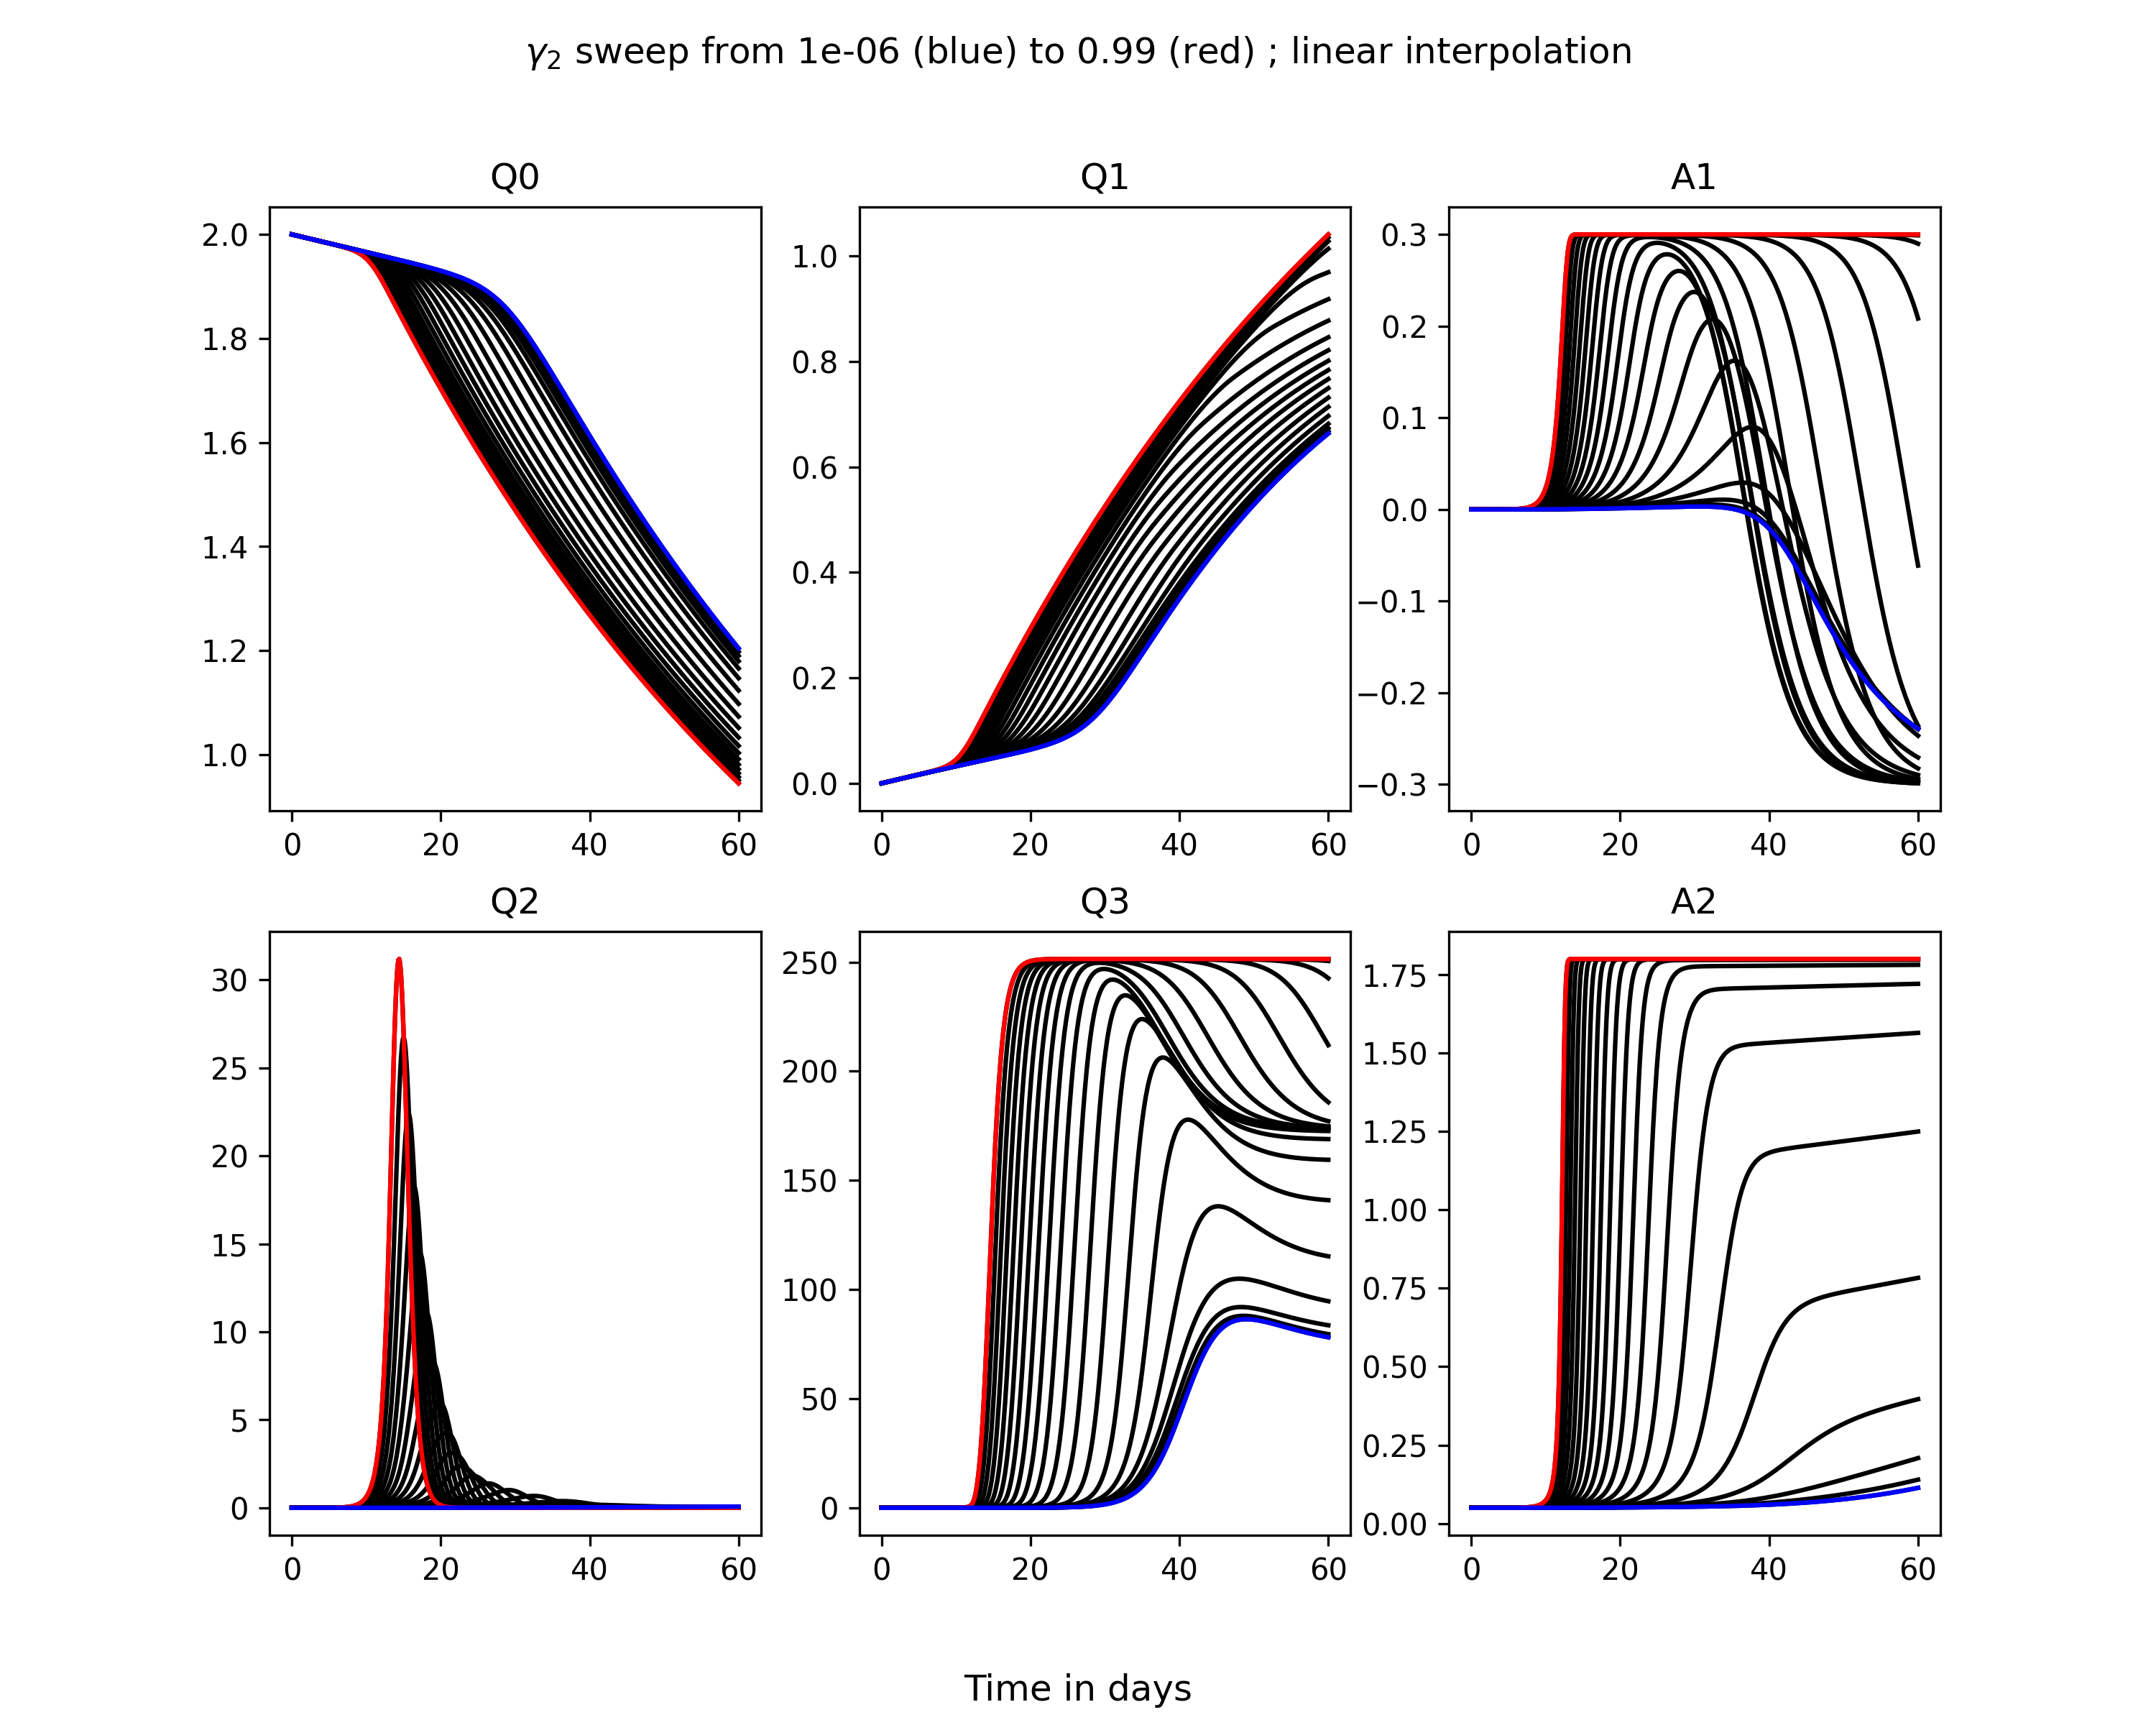 γ₂ sweep from 1e-06 (blue) to 0.99 (red) ; linear interpolation
Q0
2.0
1.8
1.6
1.4
1.2
1.0
0 20 40 60
Q1
1.0
0.8
0.6
0.4
0.2
0.0
0 20 40 60
A1
0.3
0.2
0.1
0.0
−0.1
−0.2
−0.3
0 20 40 60
Q2
30
25
20
15
10
5
0
0 20 40 60
Q3
250
200
150
100
50
0
0 20 40 60
A2
1.75
1.50
1.25
1.00
0.75
0.50
0.25
0.00
0 20 40 60
Time in days